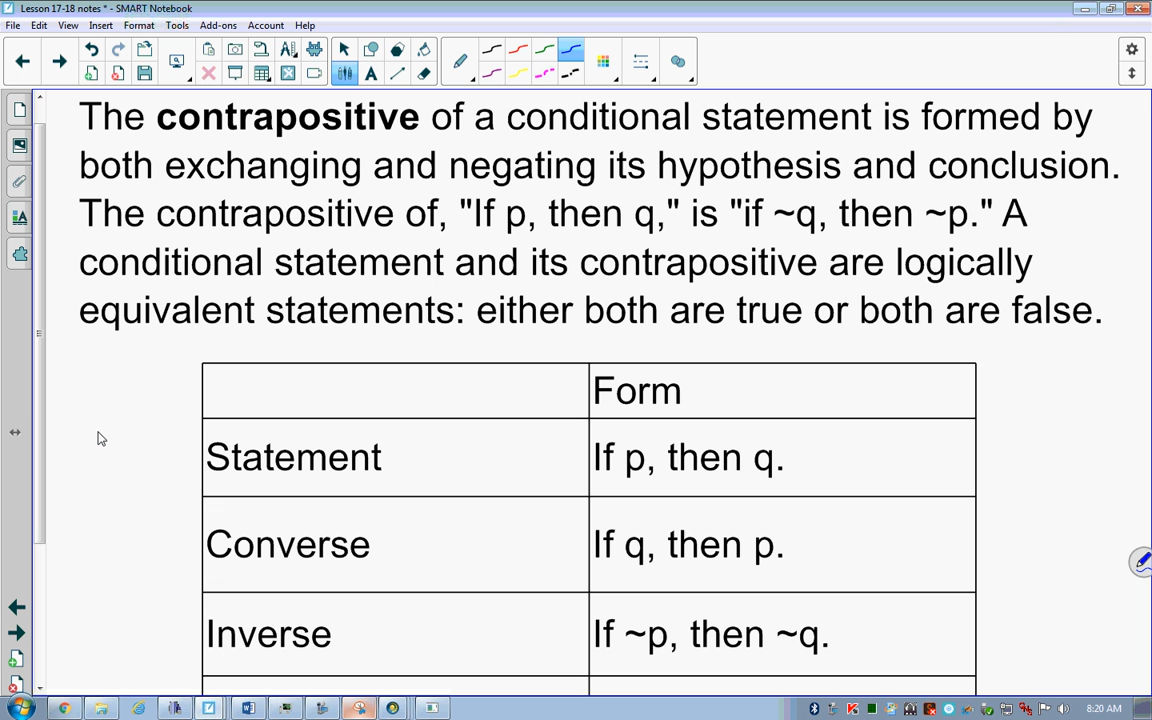 Lesson 17-18 notes * - SMART Notebook
File Edit View Insert Format Tools Add-ons Account Help
The contrapositive of a conditional statement is formed by
both exchanging and negating its hypothesis and conclusion.
The contrapositive of, "If p, then q," is "if ~q, then ~p." A
conditional statement and its contrapositive are logically
equivalent statements: either both are true or both are false.
Form
Statement If p, then q.
Converse If q, then p.
Inverse If ~p, then ~q.
8:20 AM